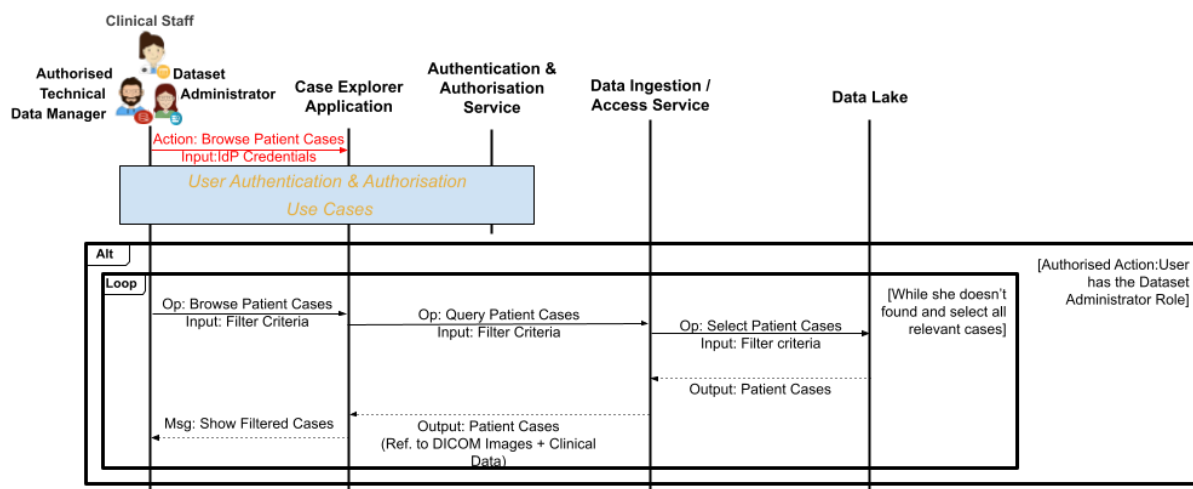 Clinical Staff
Authorised
Technical
Data Manager
Dataset
Administrator
Case Explorer
Application
Authentication &
Authorisation
Service
Data Ingestion /
Access Service
Data Lake
Action: Browse Patient Cases
Input:IdP Credentials
User Authentication & Authorisation
Use Cases
Alt
[Authorised Action:User
has the Dataset
Administrator Role]
Loop
[While she doesn't
found and select all
relevant cases]
Op: Browse Patient Cases
Input: Filter Criteria
Op: Query Patient Cases
Input: Filter Criteria
Op: Select Patient Cases
Input: Filter criteria
Output: Patient Cases
Msg: Show Filtered Cases
Output: Patient Cases
(Ref. to DICOM Images + Clinical
Data)